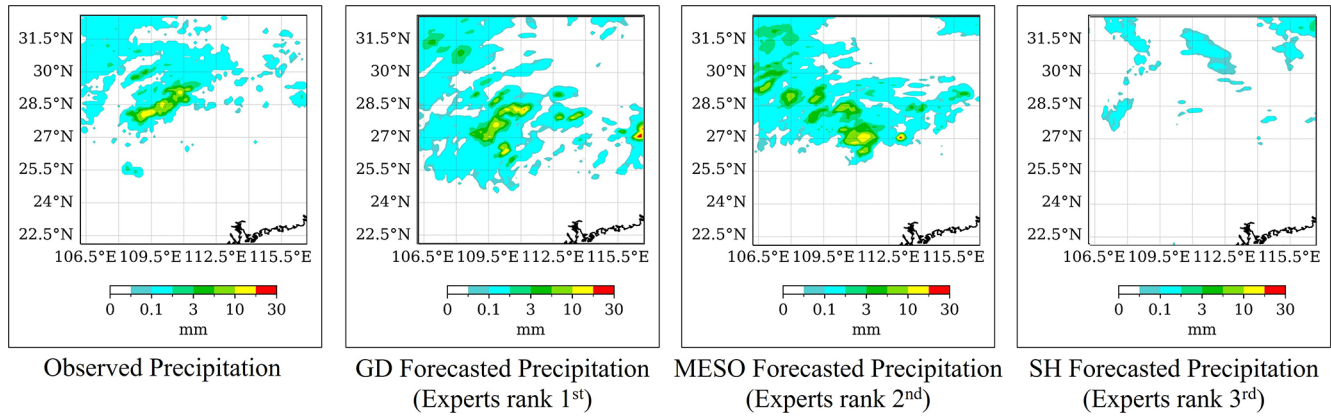 31.5°N
30°N
28.5°N
27°N
25.5°N
24°N
22.5°N
106.5°E 109.5°E 112.5°E 115.5°E
0.1 3 10 30
mm
Observed Precipitation
31.5°N
30°N
28.5°N
27°N
25.5°N
24°N
22.5°N
106.5°E 109.5°E 112.5°E 115.5°E
0.1 3 10 30
mm
GD Forecasted Precipitation
(Experts rank 1st)
31.5°N
30°N
28.5°N
27°N
25.5°N
24°N
22.5°N
106.5°E 109.5°E 112.5°E 115.5°E
0.1 3 10 30
mm
MESO Forecasted Precipitation
(Experts rank 2nd)
31.5°N
30°N
28.5°N
27°N
25.5°N
24°N
22.5°N
106.5°E 109.5°E 112.5°E 115.5°E
0.1 3 10 30
mm
SH Forecasted Precipitation
(Experts rank 3rd)